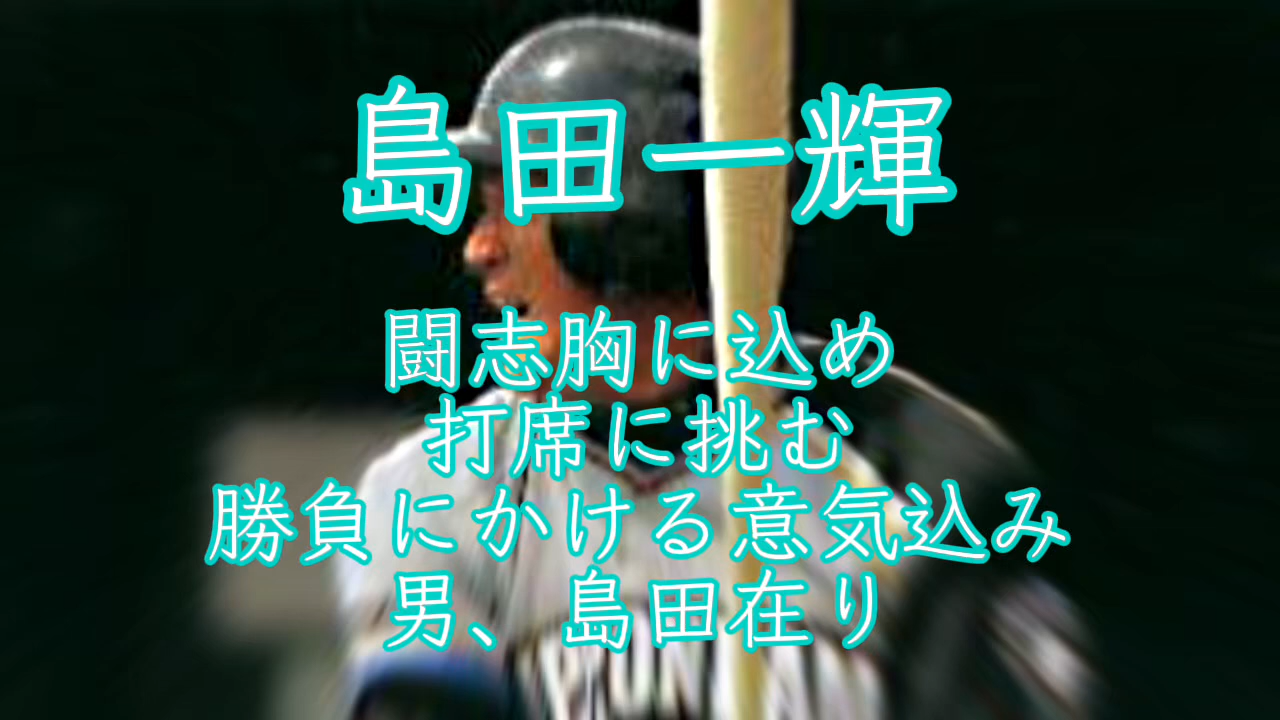 島田一輝
闘志胸に込め
打席に挑む
勝負にかける意気込み
男、島田在り